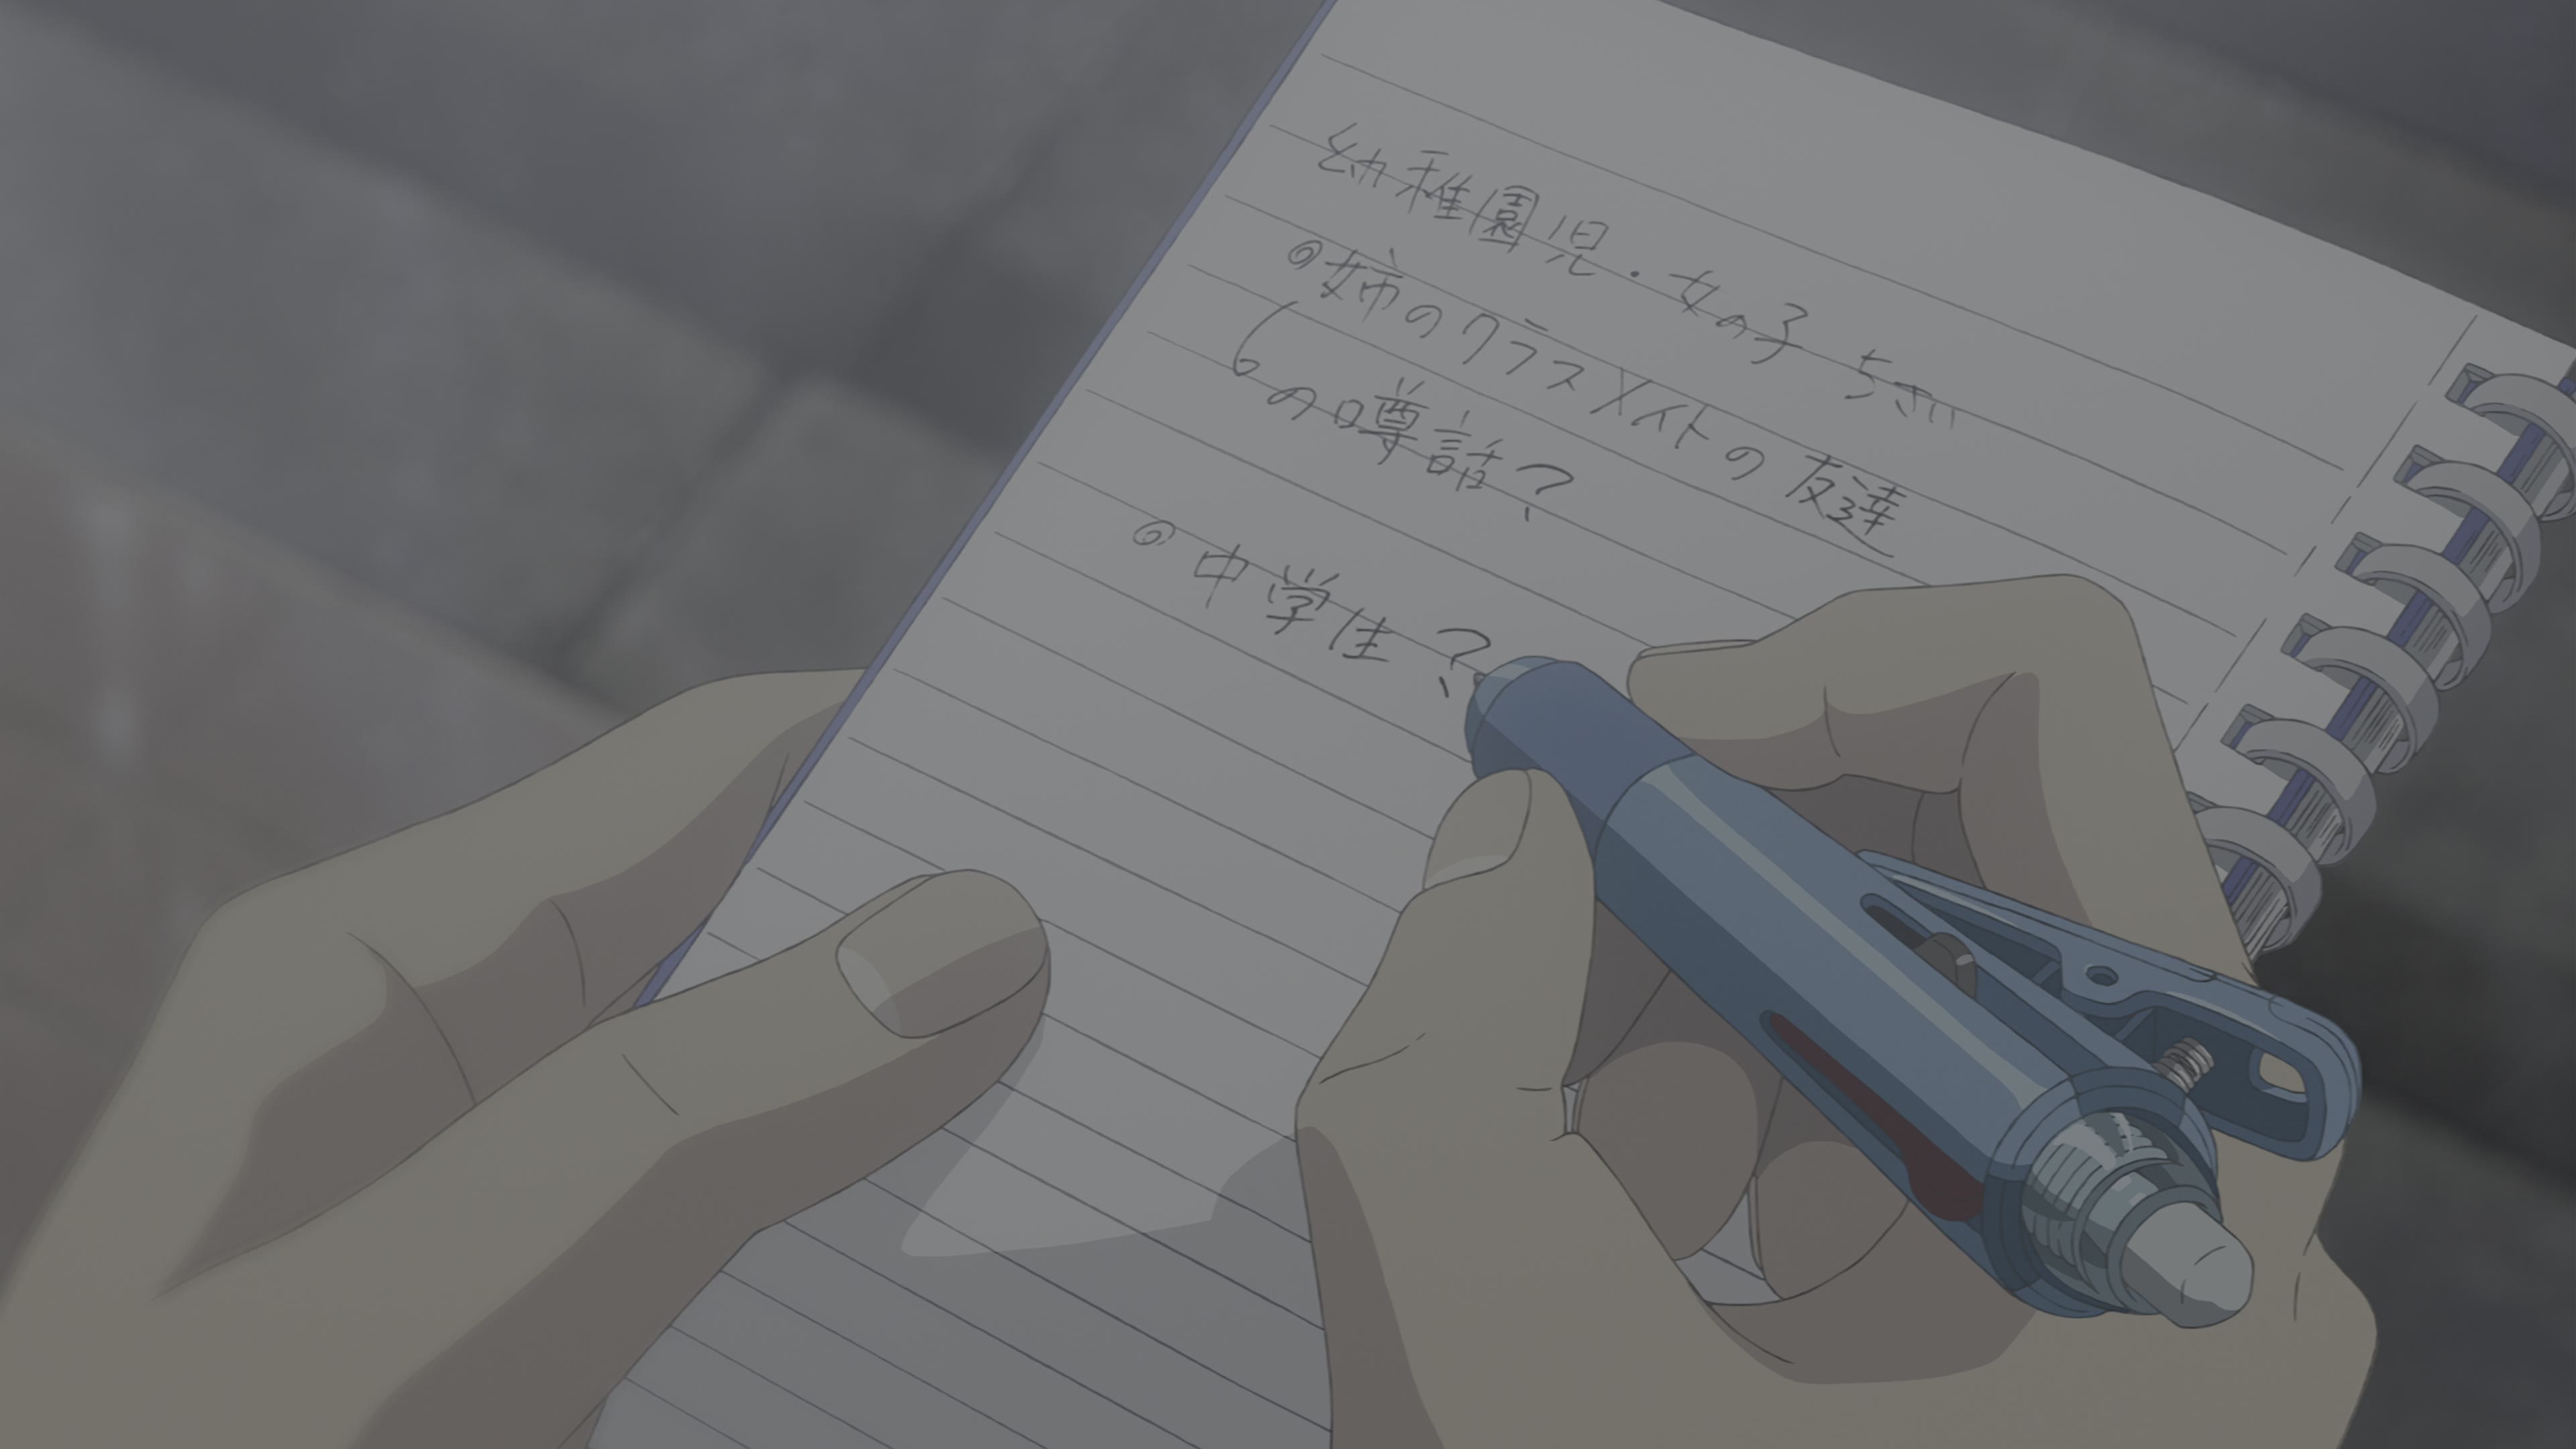 幼稚園児・女の子 5さい
◎姉のクラスメイトの友達
の噂話?
◎中学生?